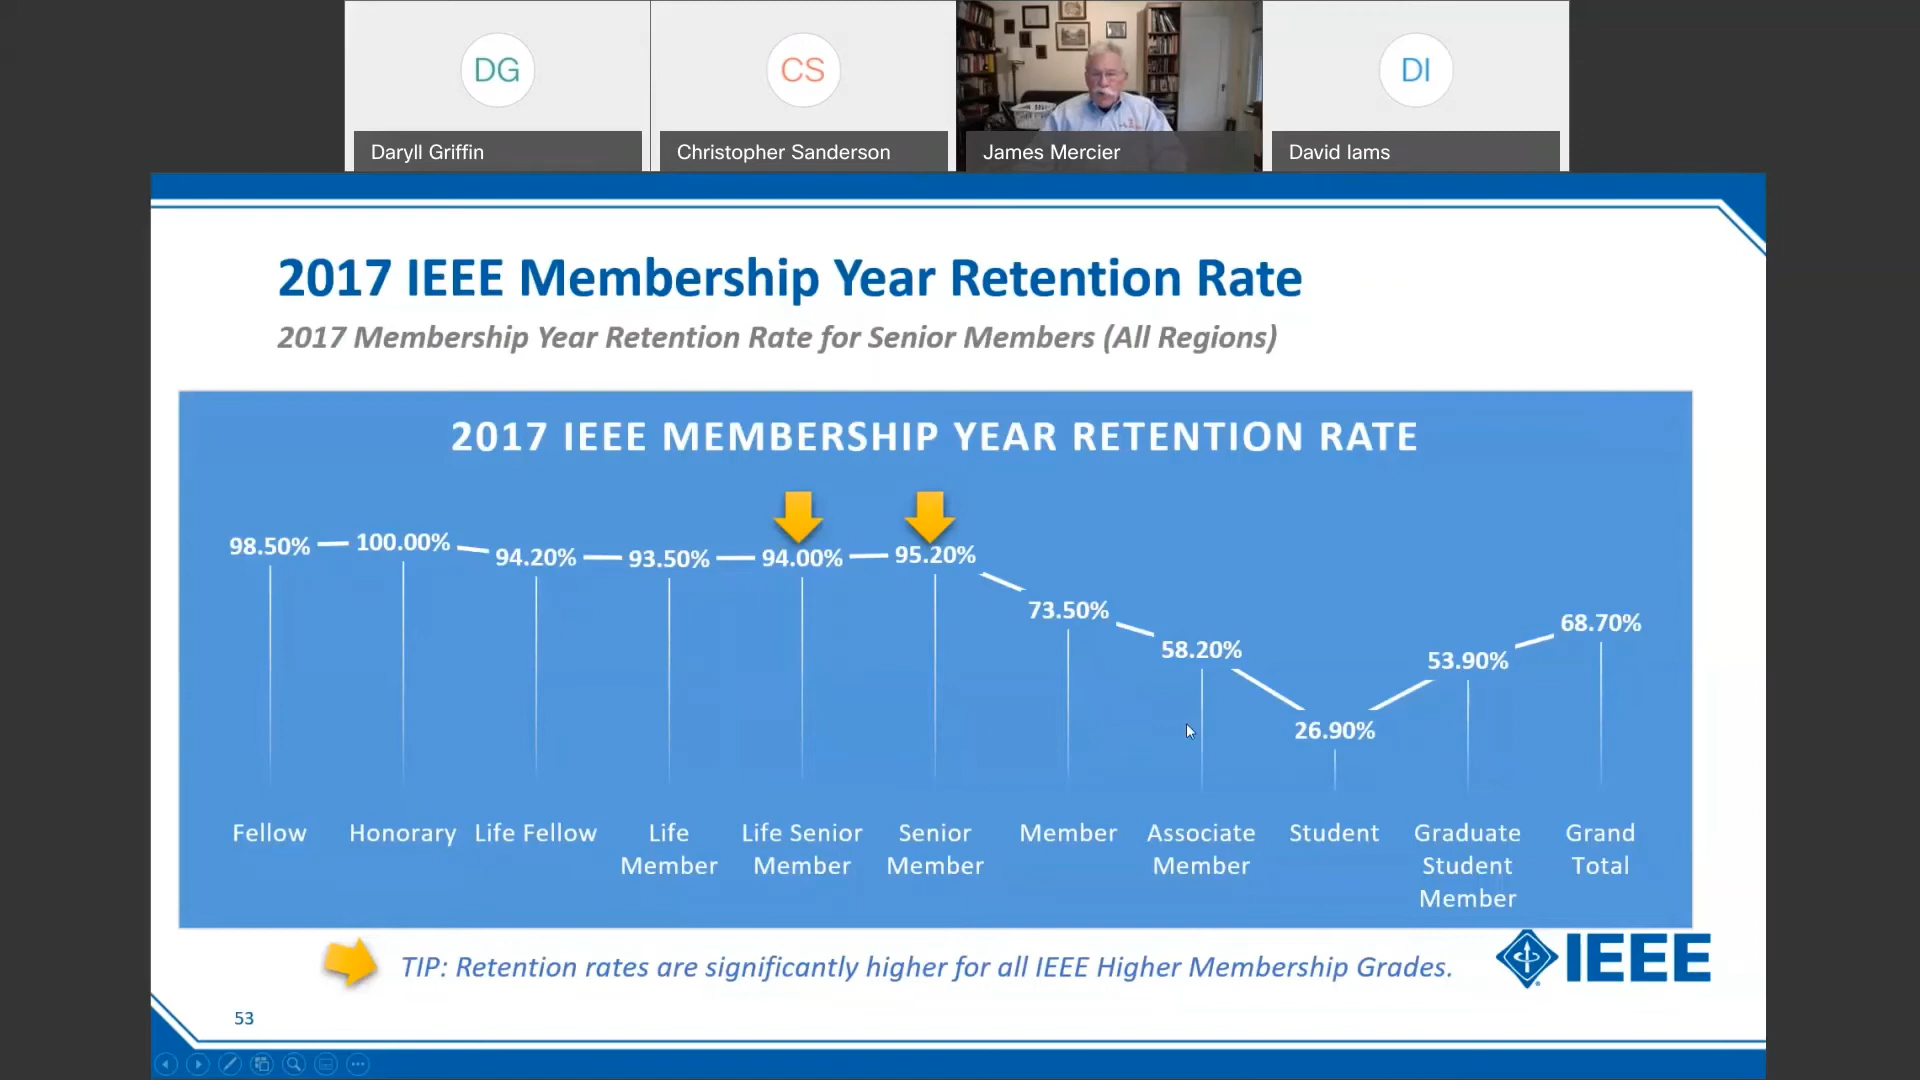 DG
CS
DI
Daryll Griffin
Christopher Sanderson
James Mercier
David Iams
2017 IEEE Membership Year Retention Rate
2017 Membership Year Retention Rate for Senior Members (All Regions)
2017 IEEE MEMBERSHIP YEAR RETENTION RATE
98.50%
100.00%
94.20%
93.50%
94.00%
95.20%
73.50%
58.20%
26.90%
53.90%
68.70%
Fellow
Honorary
Life Fellow
Life
Member
Life Senior
Member
Senior
Member
Member
Associate
Member
Student
Graduate
Student
Member
Grand
Total
TIP: Retention rates are significantly higher for all IEEE Higher Membership Grades.
IEEE
53